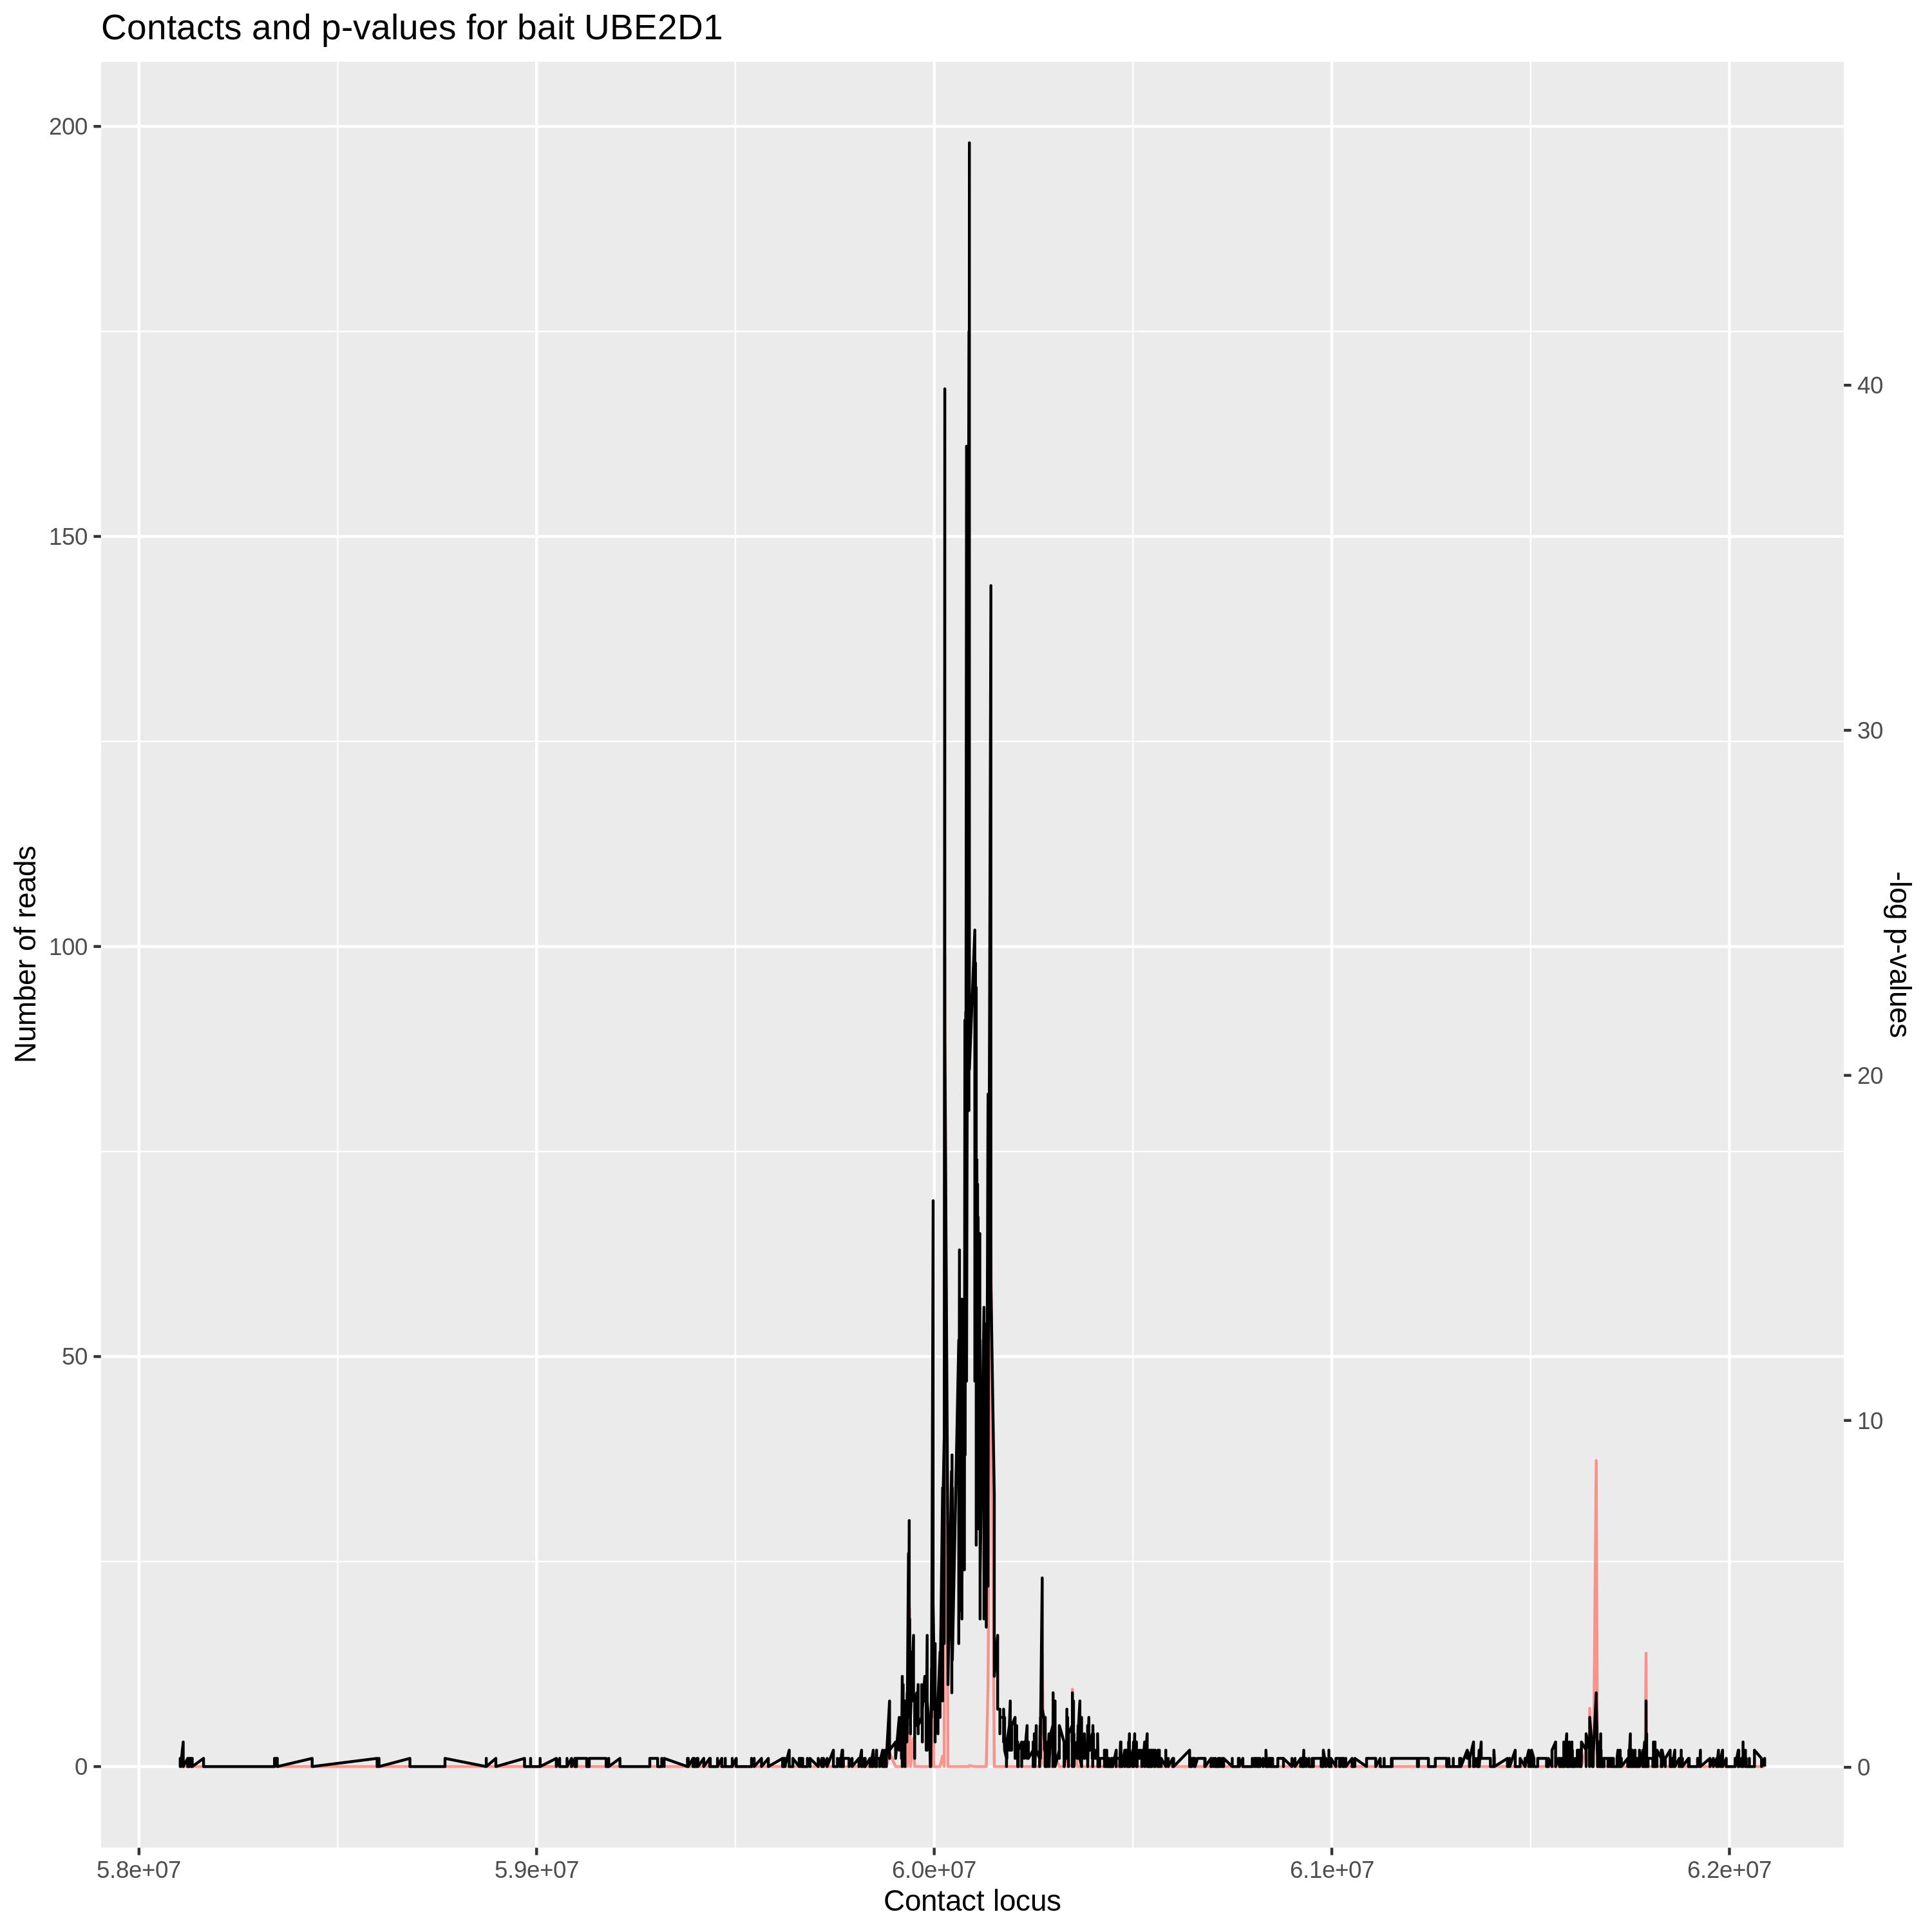 Contacts and p-values for bait UBE2D1
200
150
100
50
0
Number of reads
40
30
20
10
0
-log p-values
5.8e+07 5.9e+07 6.0e+07 6.1e+07 6.2e+07
Contact locus